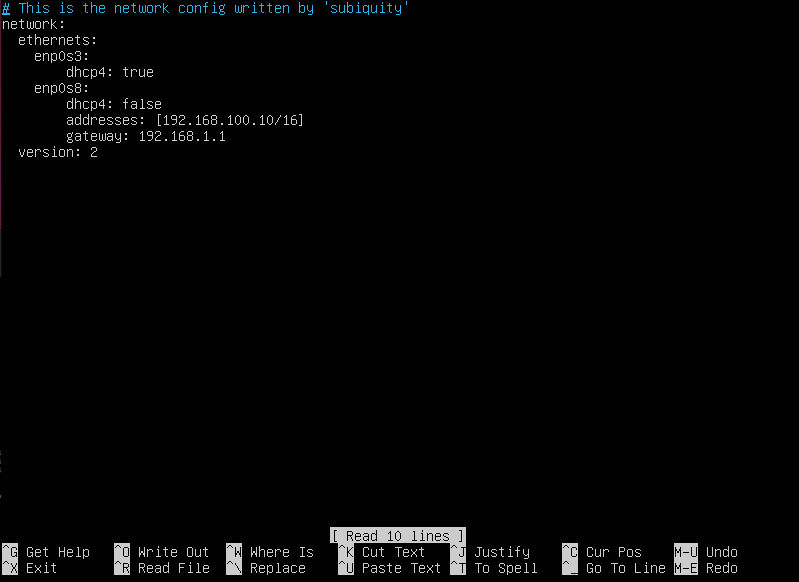 # This is the network config written by 'subiquity'
network:
  ethernets:
    enp0s3:
        dhcp4: true
    enp0s8:
        dhcp4: false
        addresses: [192.168.100.10/16]
        gateway: 192.168.1.1
  version: 2
[ Read 10 lines ]
^G Get Help   ^O Write Out  ^W Where Is   ^K Cut Text   ^J Justify    ^C Cur Pos    M-U Undo
^X Exit       ^R Read File  ^\ Replace    ^U Paste Text ^T To Spell   ^_ Go To Line M-E Redo